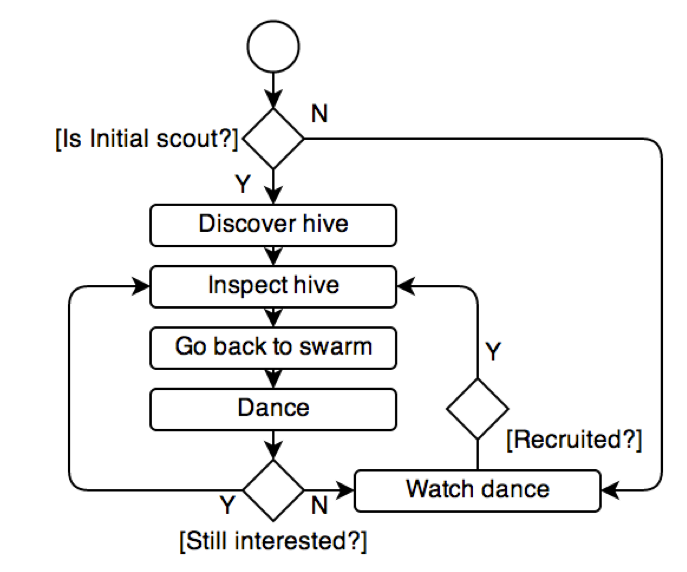 N
[Is Initial scout?]
Y
Discover hive
Inspect hive
Go back to swarm
Y
Dance
[Recruited?]
Watch dance
Y
N
[Still interested?]